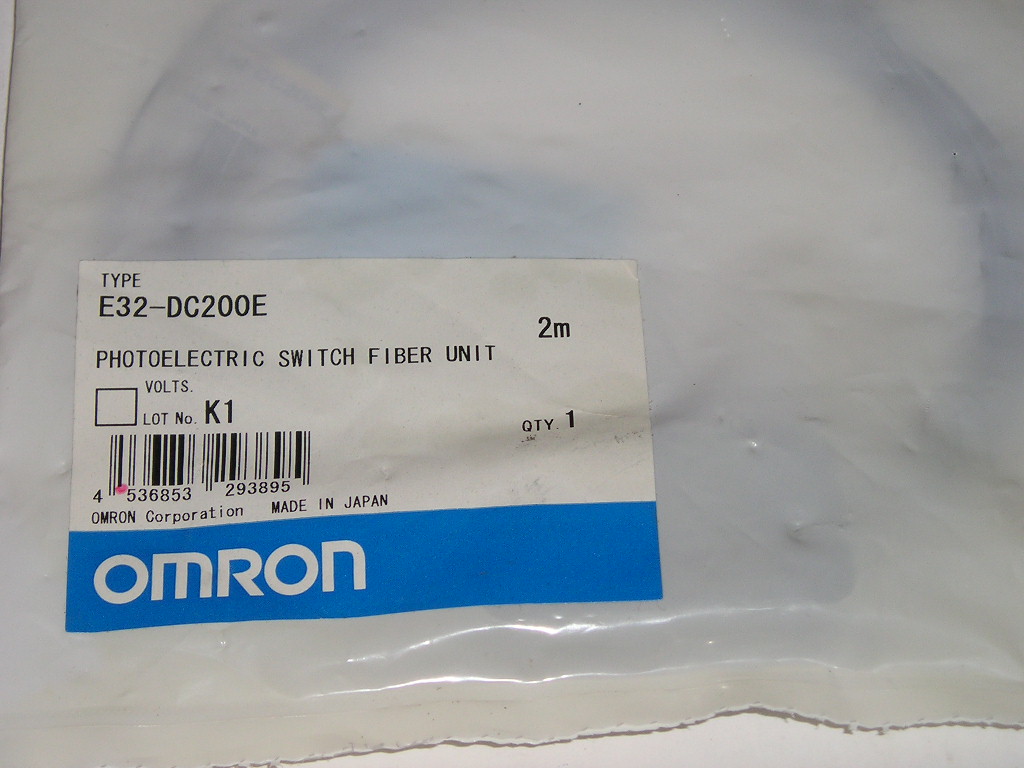 TYPE
E32-DC200E
2m
PHOTOELECTRIC SWITCH FIBER UNIT
VOLTS.
LOT No. K1
QTY. 1
4 536853 293895
OMRON Corporation MADE IN JAPAN
OMRON